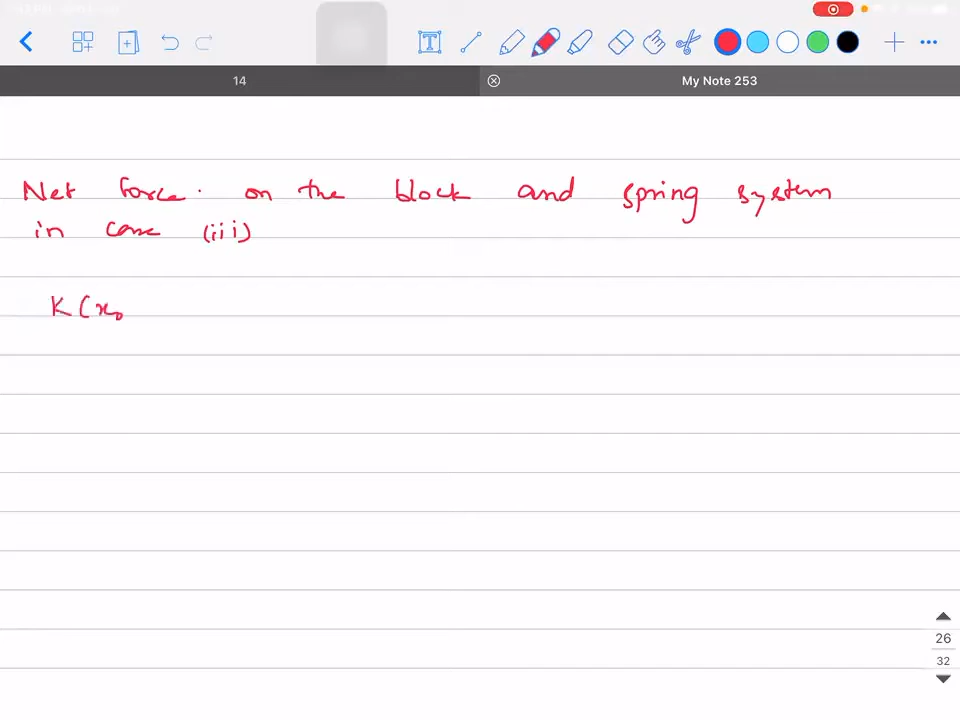 14
My Note 253
Net force on the block and spring system
in case (iii)
K(x₀
26
32